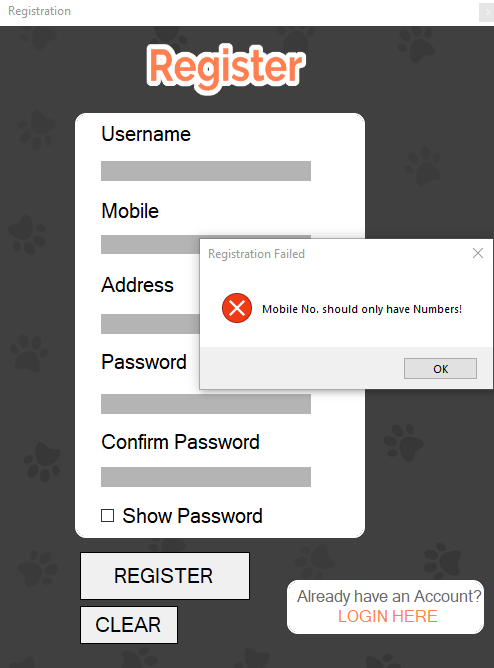 Registration
Register
Username
Mobile
Registration Failed
Mobile No. should only have Numbers!
OK
Address
Password
Confirm Password
Show Password
REGISTER
CLEAR
Already have an Account?
LOGIN HERE